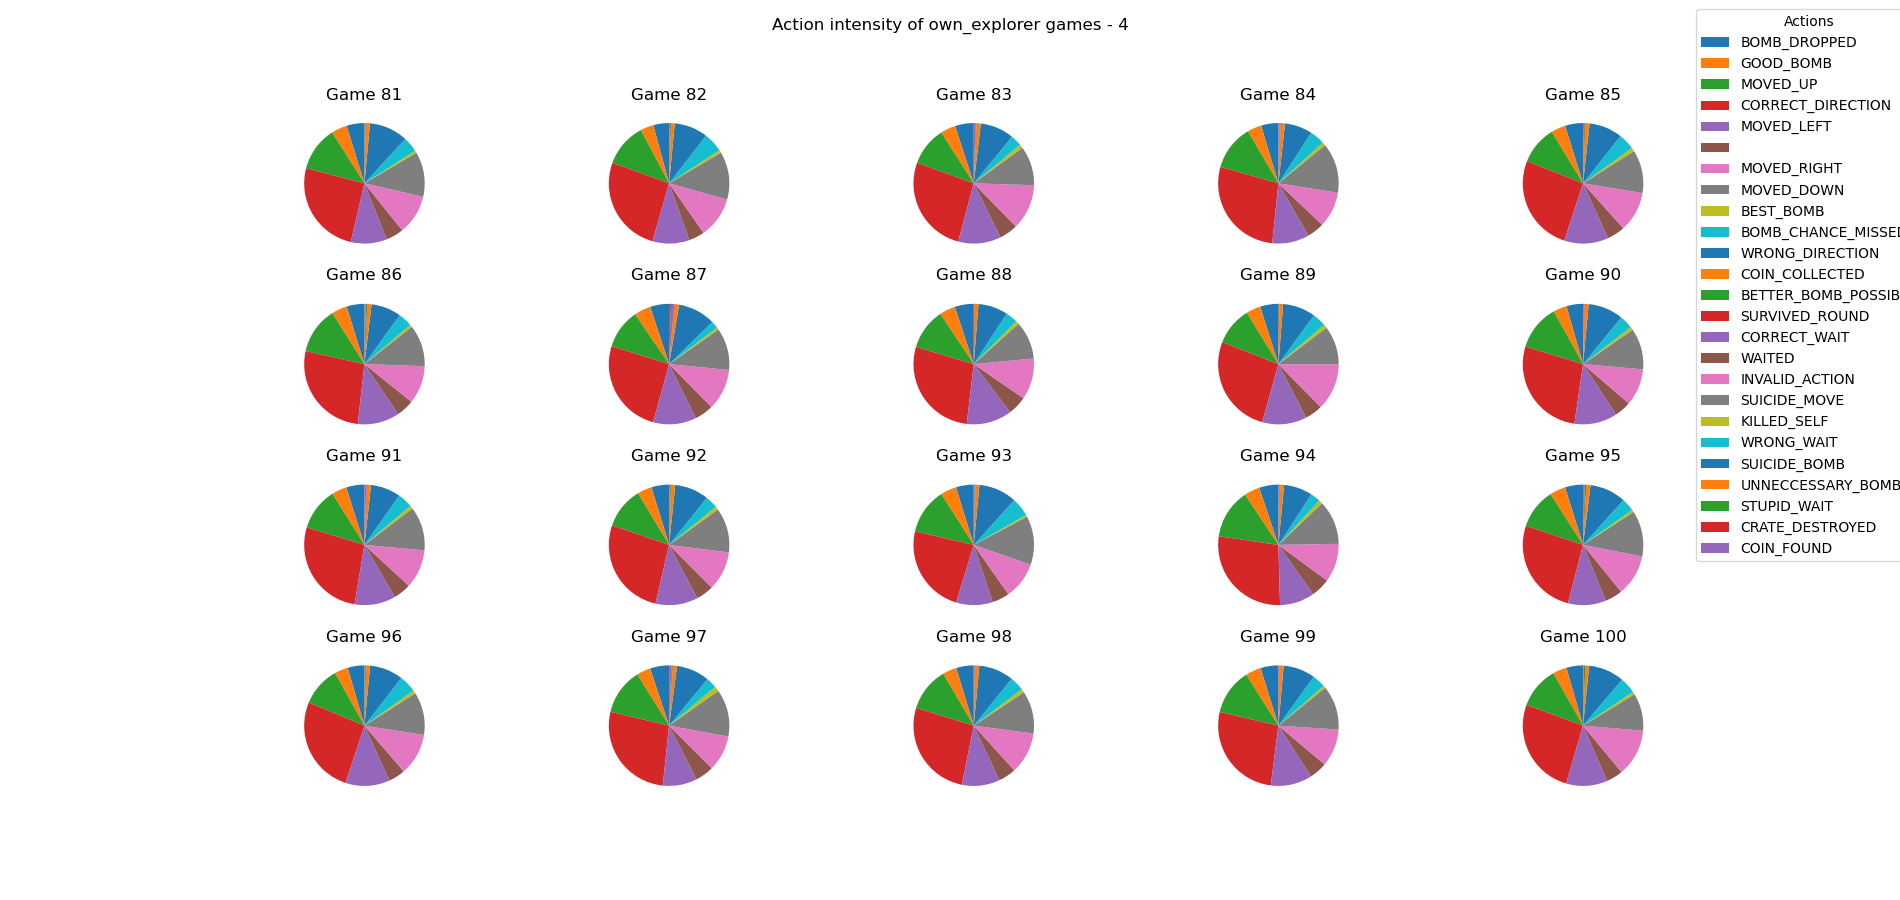 Action intensity of own_explorer games - 4
Actions
BOMB_DROPPED
GOOD_BOMB
MOVED_UP
CORRECT_DIRECTION
MOVED_LEFT
MOVED_RIGHT
MOVED_DOWN
BEST_BOMB
BOMB_CHANCE_MISSED
WRONG_DIRECTION
COIN_COLLECTED
BETTER_BOMB_POSSIB
SURVIVED_ROUND
CORRECT_WAIT
WAITED
INVALID_ACTION
SUICIDE_MOVE
KILLED_SELF
WRONG_WAIT
SUICIDE_BOMB
UNNECCESSARY_BOMB
STUPID_WAIT
CRATE_DESTROYED
COIN_FOUND
Game 81
Game 82
Game 83
Game 84
Game 85
Game 86
Game 87
Game 88
Game 89
Game 90
Game 91
Game 92
Game 93
Game 94
Game 95
Game 96
Game 97
Game 98
Game 99
Game 100